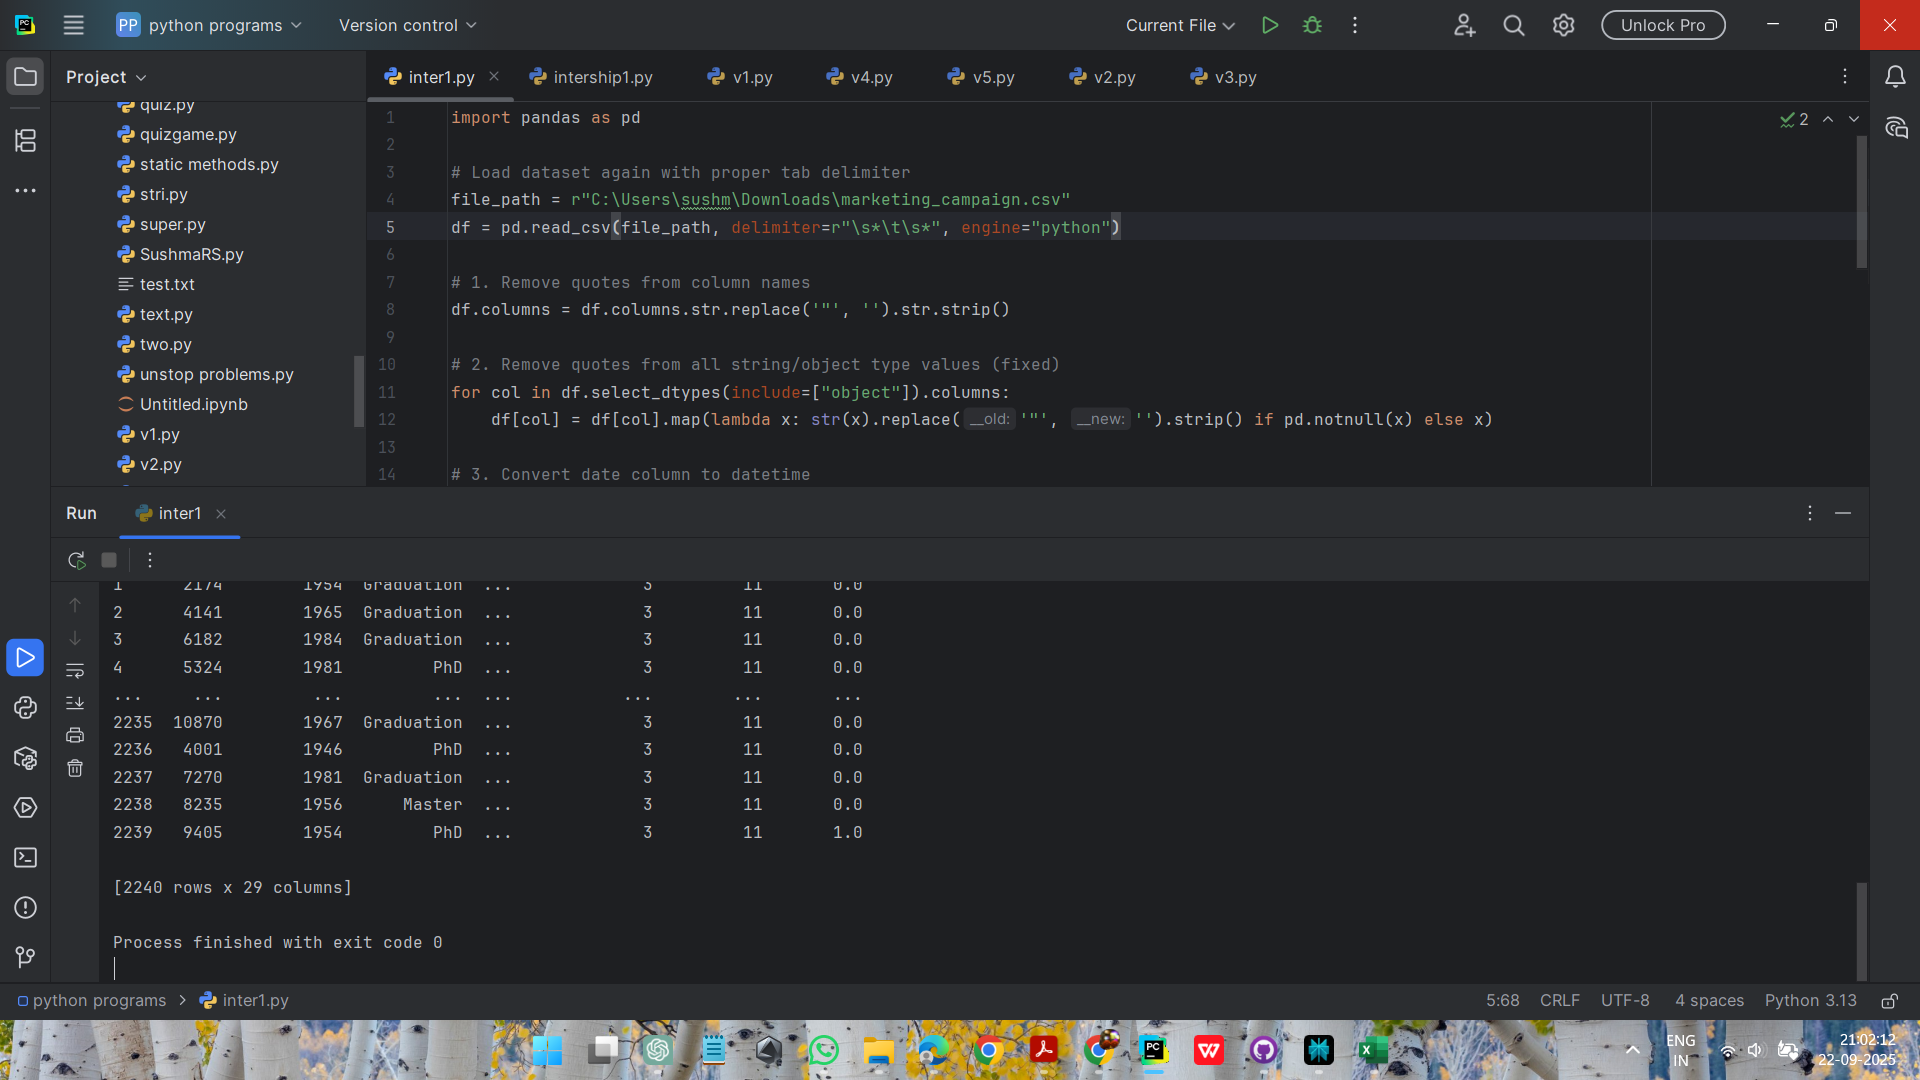 PP python programs Version control Current File Unlock Pro
Project
inter1.py intership1.py v1.py v4.py v5.py v2.py v3.py
quiz.py
quizgame.py
static methods.py
stri.py
super.py
SushmaRS.py
test.txt
text.py
two.py
unstop problems.py
Untitled.ipynb
v1.py
v2.py
2
1 import pandas as pd
2
3 # Load dataset again with proper tab delimiter
4 file_path = r"C:\Users\sushm\Downloads\marketing_campaign.csv"
5 df = pd.read_csv(file_path, delimiter=r"\s*\t\s*", engine="python")
6
7 # 1. Remove quotes from column names
8 df.columns = df.columns.str.replace('"', '').str.strip()
9
10 # 2. Remove quotes from all string/object type values (fixed)
11 for col in df.select_dtypes(include=["object"]).columns:
12 df[col] = df[col].map(lambda x: str(x).replace( __old: '"', __new: '').strip() if pd.notnull(x) else x)
13
14 # 3. Convert date column to datetime
Run inter1
1 2174 1954 Graduation ... 3 11 0.0
2 4141 1965 Graduation ... 3 11 0.0
3 6182 1984 Graduation ... 3 11 0.0
4 5324 1981 PhD ... 3 11 0.0
... ... ... ... ... ... ... ...
2235 10870 1967 Graduation ... 3 11 0.0
2236 4001 1946 PhD ... 3 11 0.0
2237 7270 1981 Graduation ... 3 11 0.0
2238 8235 1956 Master ... 3 11 0.0
2239 9405 1954 PhD ... 3 11 1.0
[2240 rows x 29 columns]
Process finished with exit code 0
python programs > inter1.py 5:68 CRLF UTF-8 4 spaces Python 3.13
ENG
IN
21:02:12
22-09-2025